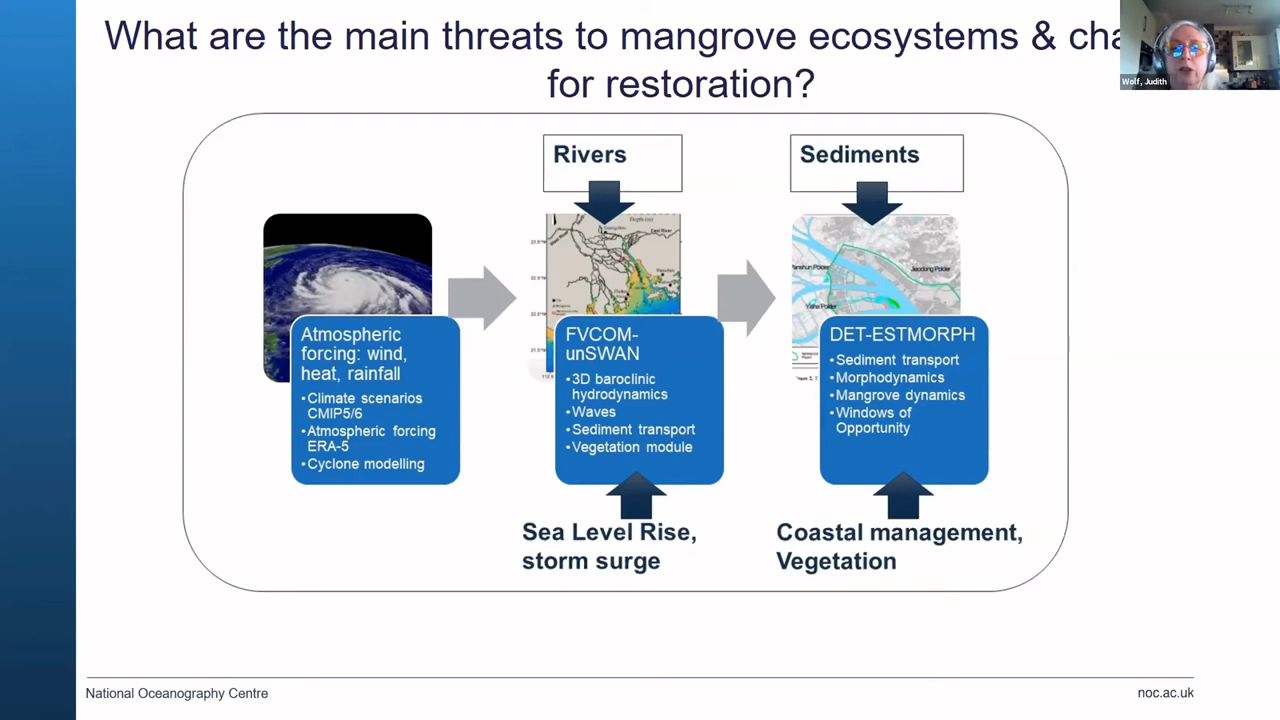 What are the main threats to mangrove ecosystems & cha
for restoration?
Wolf, Judith
Rivers
Sediments
Atmospheric
forcing: wind,
heat, rainfall
•Climate scenarios
CMIP5/6
•Atmospheric forcing
ERA-5
•Cyclone modelling
FVCOM-
unSWAN
•3D baroclinic
hydrodynamics
•Waves
•Sediment transport
•Vegetation module
DET-ESTMORPH
•Sediment transport
•Morphodynamics
•Mangrove dynamics
•Windows of
Opportunity
Sea Level Rise,
storm surge
Coastal management,
Vegetation
National Oceanography Centre
noc.ac.uk